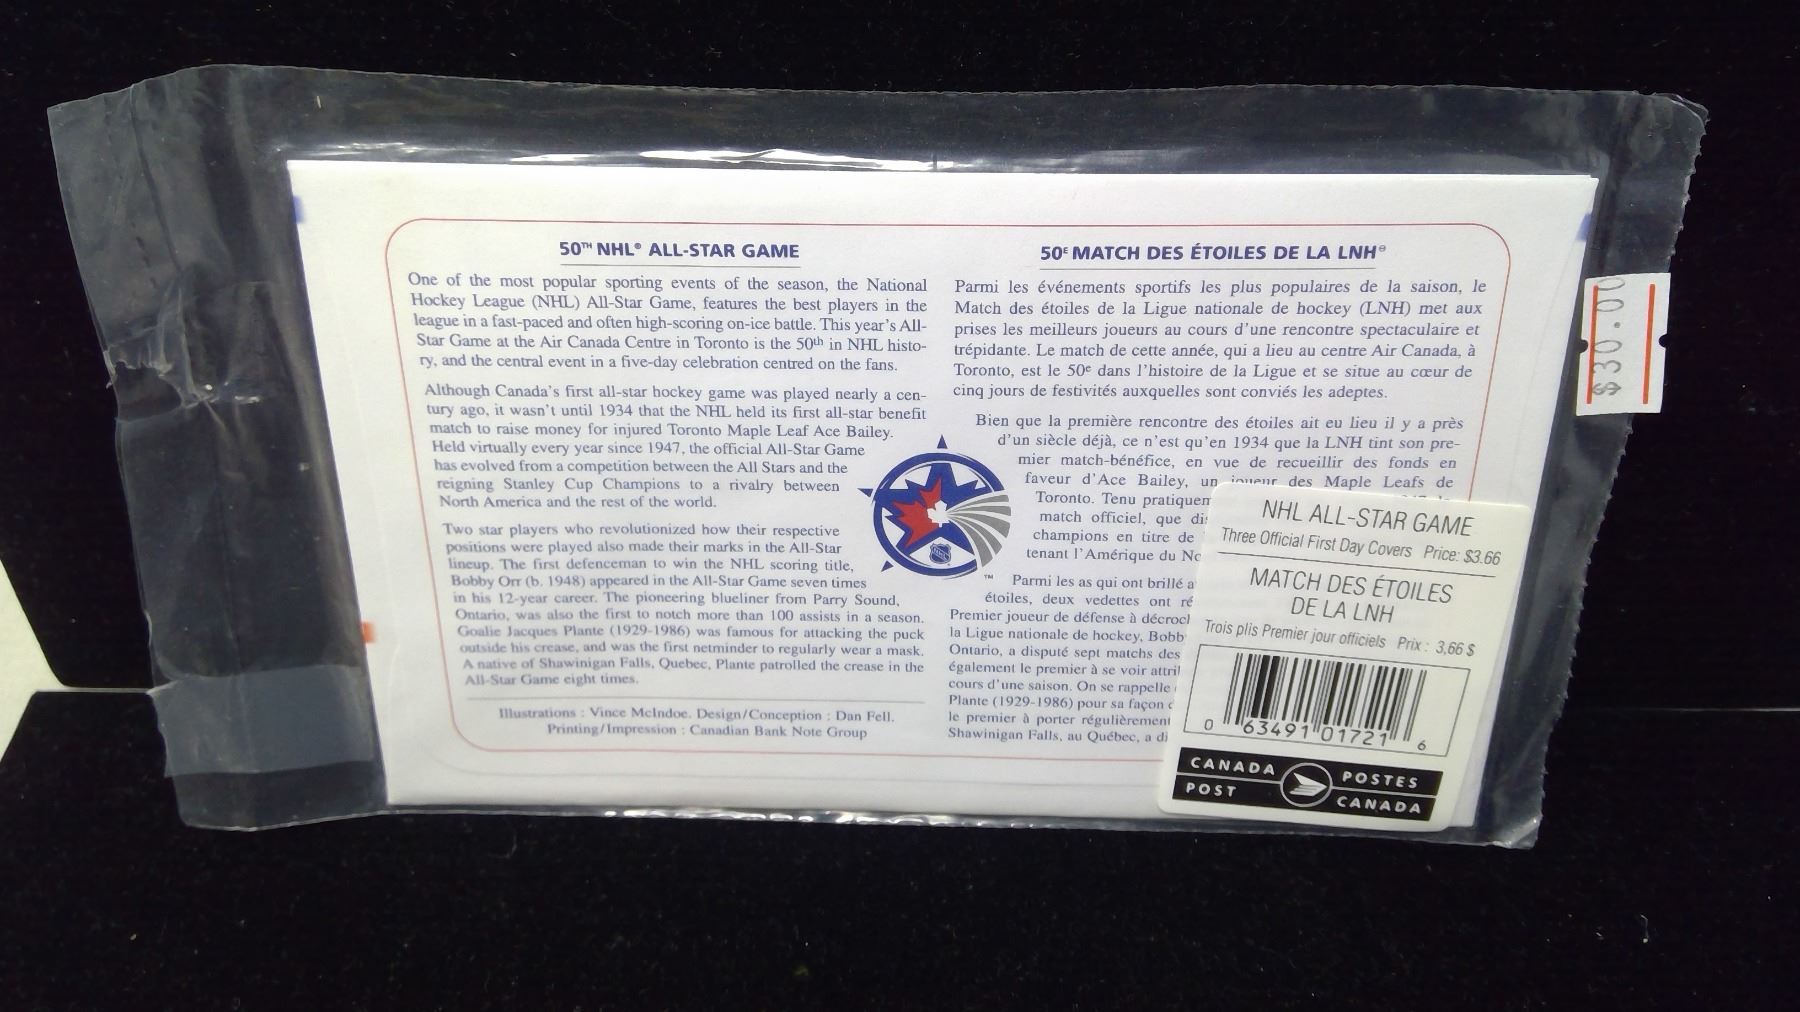 50TH NHL® ALL-STAR GAME
One of the most popular sporting events of the season, the National
Hockey League (NHL) All-Star Game, features the best players in the
league in a fast-paced and often high-scoring on-ice battle. This year's All-
Star Game at the Air Canada Centre in Toronto is the 50th in NHL histo-
ry, and the central event in a five-day celebration centred on the fans.
Although Canada's first all-star hockey game was played nearly a cen-
tury ago, it wasn't until 1934 that the NHL held its first all-star benefit
match to raise money for injured Toronto Maple Leaf Ace Bailey.
Held virtually every year since 1947, the official All-Star Game
has evolved from a competition between the All Stars and the
reigning Stanley Cup Champions to a rivalry between
North America and the rest of the world.
Two star players who revolutionized how their respective
positions were played also made their marks in the All-Star
lineup. The first defenceman to win the NHL scoring title,
Bobby Orr (b. 1948) appeared in the All-Star Game seven times
in his 12-year career. The pioneering blueliner from Parry Sound,
Ontario, was also the first to notch more than 100 assists in a season.
Goalie Jacques Plante (1929-1986) was famous for attacking the puck
outside his crease, and was the first netminder to regularly wear a mask.
A native of Shawinigan Falls, Quebec, Plante patrolled the crease in the
All-Star Game eight times.
Illustrations : Vince McIndoe. Design/Conception : Dan Fell.
Printing/Impression : Canadian Bank Note Group
50E MATCH DES ÉTOILES DE LA LNH®
Parmi les événements sportifs les plus populaires de la saison, le
Match des étoiles de la Ligue nationale de hockey (LNH) met aux
prises les meilleurs joueurs au cours d'une rencontre spectaculaire et
trépidante. Le match de cette année, qui a lieu au centre Air Canada, à
Toronto, est le 50e dans l'histoire de la Ligue et se situe au cœur de
cinq jours de festivités auxquelles sont conviés les adeptes.
Bien que la première rencontre des étoiles ait eu lieu il y a près
d'un siècle déjà, ce n'est qu'en 1934 que la LNH tint son pre-
mier match-bénéfice, en vue de recueillir des fonds en
faveur d'Ace Bailey, un joueur des Maple Leafs de
Toronto. Tenu pratiquem
match officiel, que di
champions en titre de
tenant l'Amérique du No
Parmi les as qui ont brillé a
étoiles, deux vedettes ont ré
Premier joueur de défense à décroc
la Ligue nationale de hockey, Bobb
Ontario, a disputé sept matchs des
également le premier à se voir attri
cours d'une saison. On se rappelle
Plante (1929-1986) pour sa façon
le premier à porter régulièrement
Shawinigan Falls, au Québec, a di
NHL
TM
$30.00
NHL ALL-STAR GAME
Three Official First Day Covers Price: $3.66
MATCH DES ÉTOILES
DE LA LNH
Trois plis Premier jour officiels Prix : 3,66 $
0 63491 01721 6
CANADA POSTES
POST CANADA